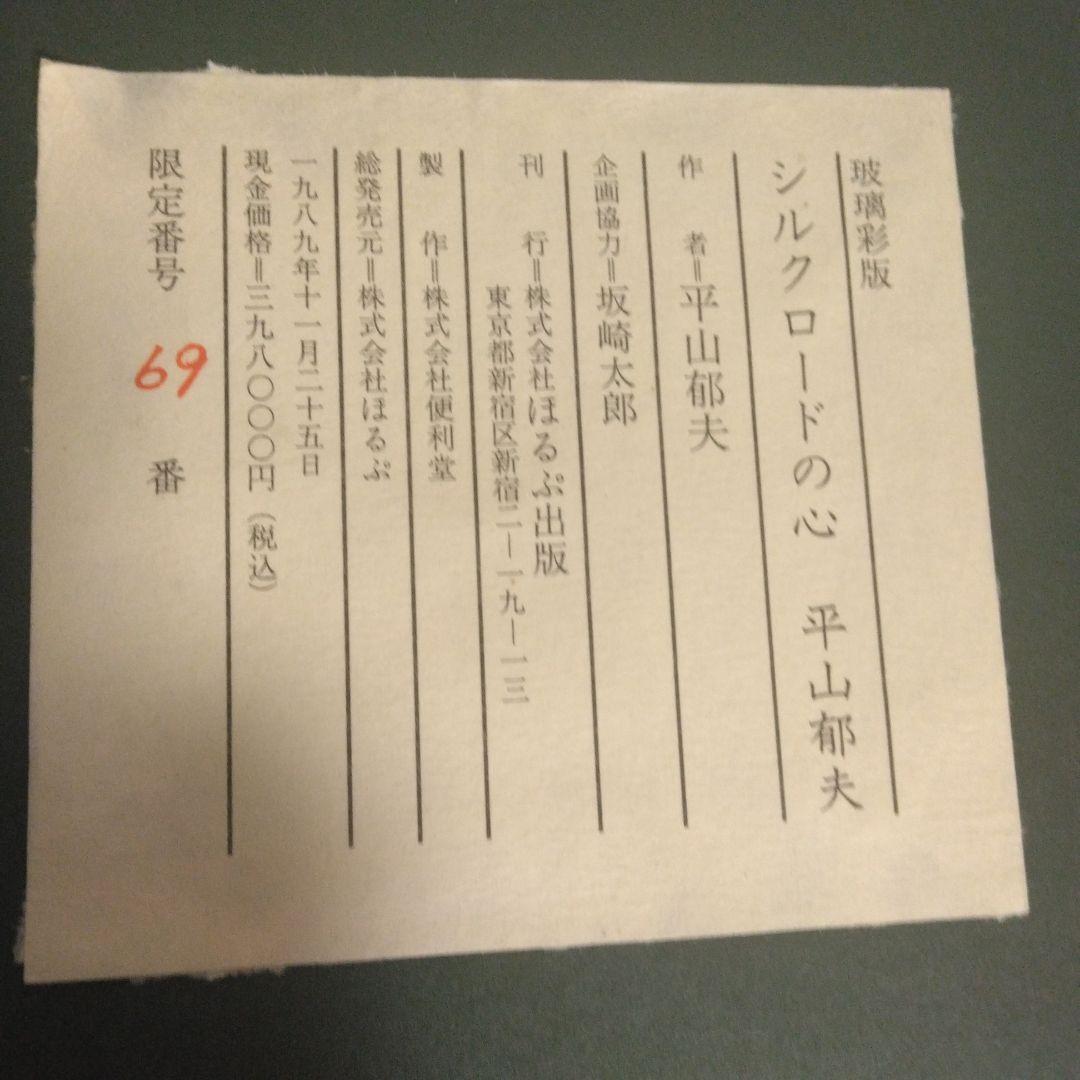 玻璃彩版
シルクロードの心　平山郁夫
作　者＝平山郁夫
企画協力＝坂崎太郎
刊　行＝株式会社ほるぷ出版
東京都新宿区新宿二―一九―一三
製　作＝株式会社便利堂
総発売元＝株式会社ほるぷ
一九八九年十一月二十五日
現金価格＝三九八〇〇〇円（税込）
限定番号　69　番